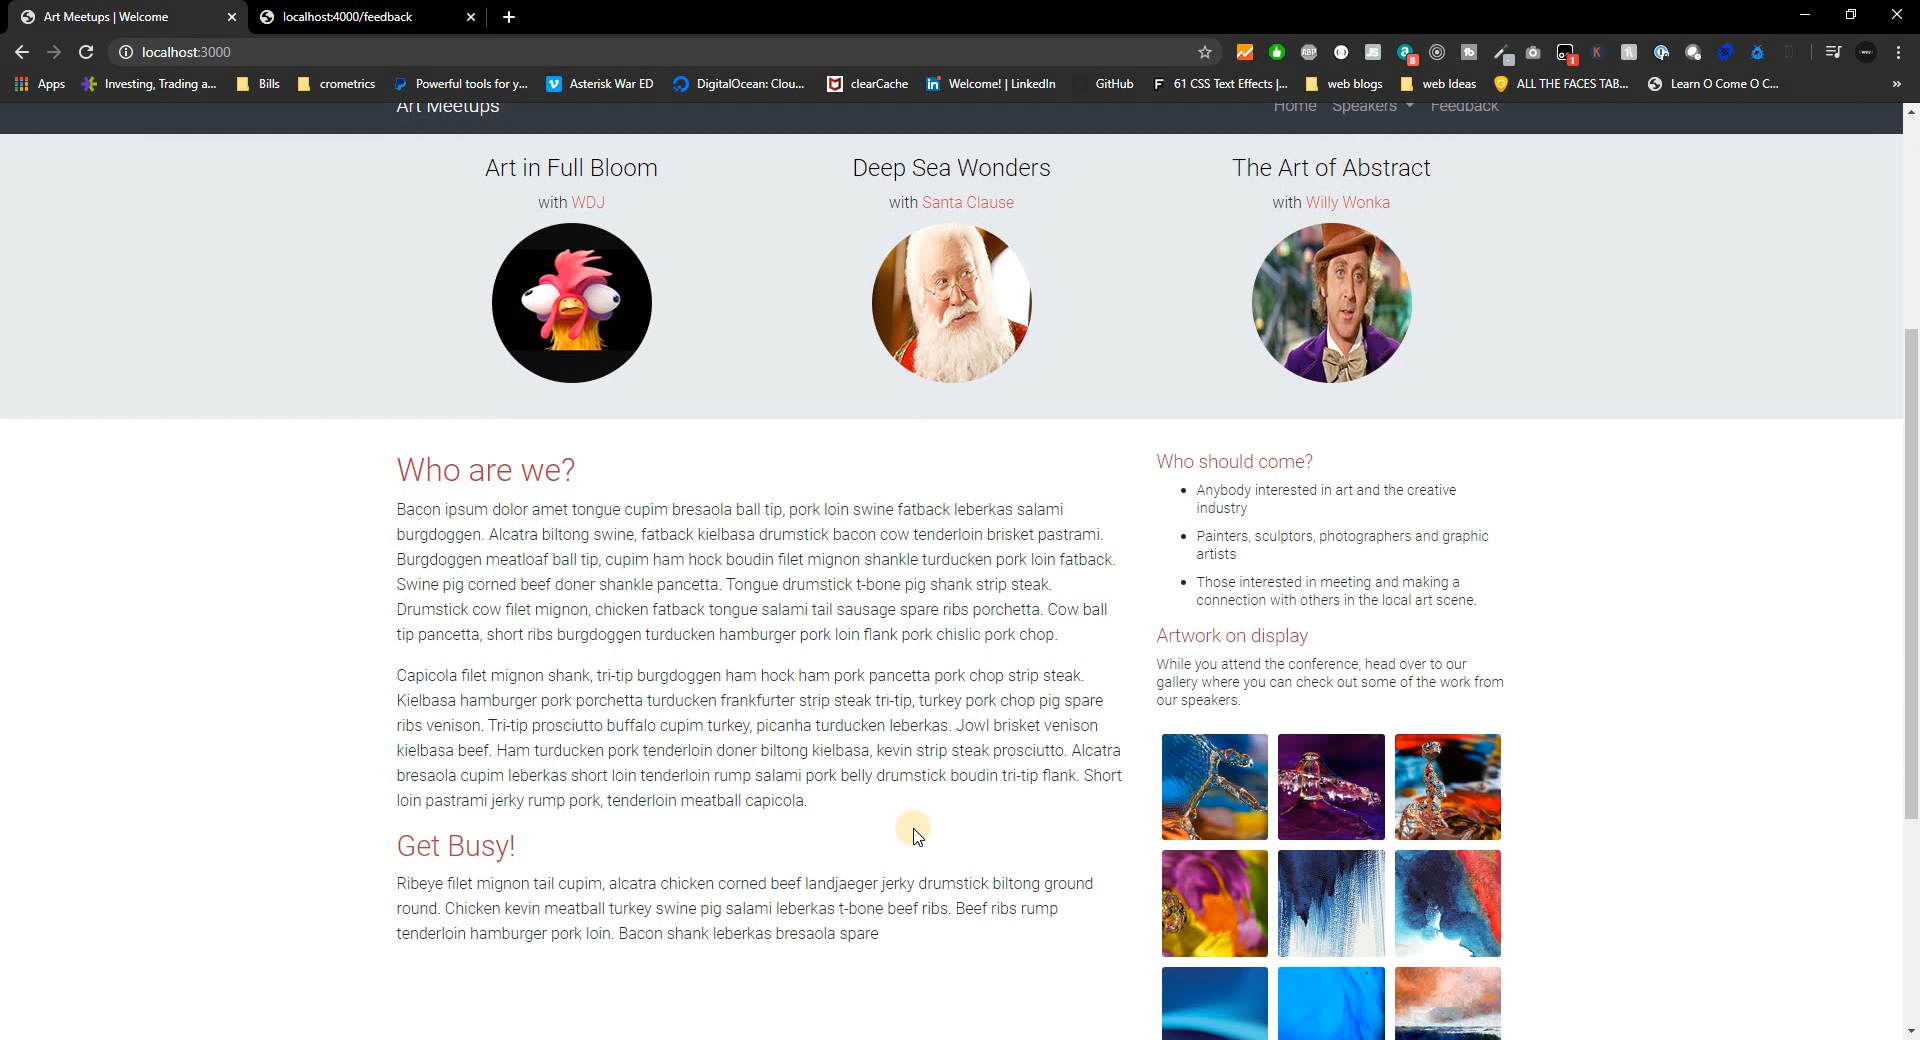 Art Meetups | Welcome
localhost:4000/feedback
localhost:3000
ABP
JS
8
tb
1
K
Apps
Investing, Trading a...
Bills
crometrics
Powerful tools for y...
Asterisk War ED
DigitalOcean: Clou...
clearCache
Welcome! | LinkedIn
GitHub
61 CSS Text Effects |...
web blogs
web Ideas
ALL THE FACES TAB...
Learn O Come O C...
»
Art Meetups
Home
Speakers
Feedback
Art in Full Bloom
with WDJ
Deep Sea Wonders
with Santa Clause
The Art of Abstract
with Willy Wonka
Who are we?
Bacon ipsum dolor amet tongue cupim bresaola ball tip, pork loin swine fatback leberkas salami
burgdoggen. Alcatra biltong swine, fatback kielbasa drumstick bacon cow tenderloin brisket pastrami.
Burgdoggen meatloaf ball tip, cupim ham hock boudin filet mignon shankle turducken pork loin fatback.
Swine pig corned beef doner shankle pancetta. Tongue drumstick t-bone pig shank strip steak.
Drumstick cow filet mignon, chicken fatback tongue salami tail sausage spare ribs porchetta. Cow ball
tip pancetta, short ribs burgdoggen turducken hamburger pork loin flank pork chislic pork chop.
Capicola filet mignon shank, tri-tip burgdoggen ham hock ham pork pancetta pork chop strip steak.
Kielbasa hamburger pork porchetta turducken frankfurter strip steak tri-tip, turkey pork chop pig spare
ribs venison. Tri-tip prosciutto buffalo cupim turkey, picanha turducken leberkas. Jowl brisket venison
kielbasa beef. Ham turducken pork tenderloin doner biltong kielbasa, kevin strip steak prosciutto. Alcatra
bresaola cupim leberkas short loin tenderloin rump salami pork belly drumstick boudin tri-tip flank. Short
loin pastrami jerky rump pork, tenderloin meatball capicola.
Get Busy!
Ribeye filet mignon tail cupim, alcatra chicken corned beef landjaeger jerky drumstick biltong ground
round. Chicken kevin meatball turkey swine pig salami leberkas t-bone beef ribs. Beef ribs rump
tenderloin hamburger pork loin. Bacon shank leberkas bresaola spare
Who should come?
• Anybody interested in art and the creative
industry
• Painters, sculptors, photographers and graphic
artists
• Those interested in meeting and making a
connection with others in the local art scene.
Artwork on display
While you attend the conference, head over to our
gallery where you can check out some of the work from
our speakers.